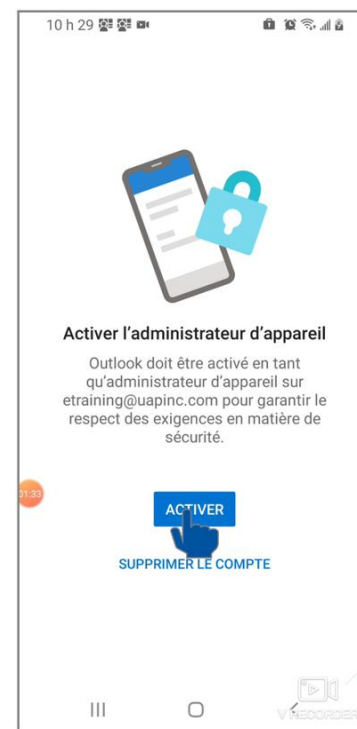 10 h 29
Activer l'administrateur d'appareil
Outlook doit être activé en tant
qu'administrateur d'appareil sur
etraining@uapinc.com pour garantir le
respect des exigences en matière de
sécurité.
01:33
ACTIVER
SUPPRIMER LE COMPTE
V RECORDER